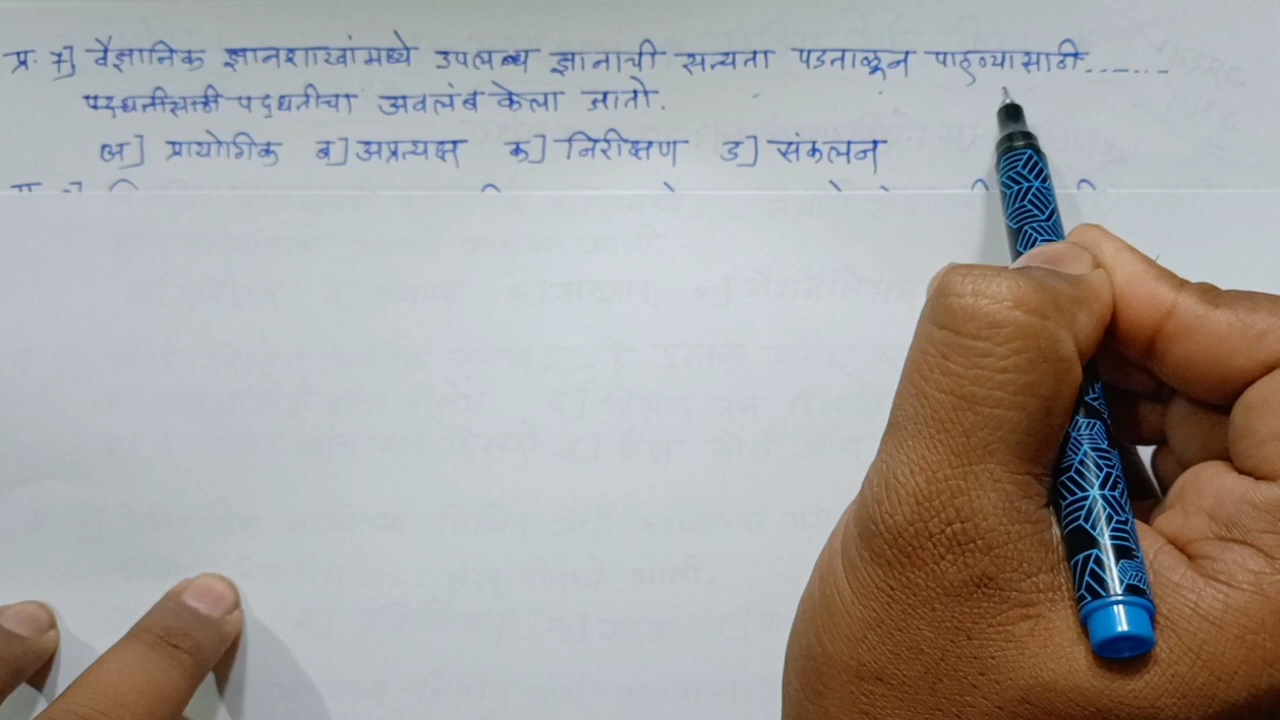 प्र. 7] वैज्ञानिक ज्ञानशाखांमध्ये उपलब्ध ज्ञानाची सत्यता पडताळून पाहण्यासाठी.......
पद्धतीसाठी पद्धतीचा अवलंब केला जातो.
अ] प्रायोगिक ब] अप्रत्यक्ष क] निरीक्षण ड] संकलन